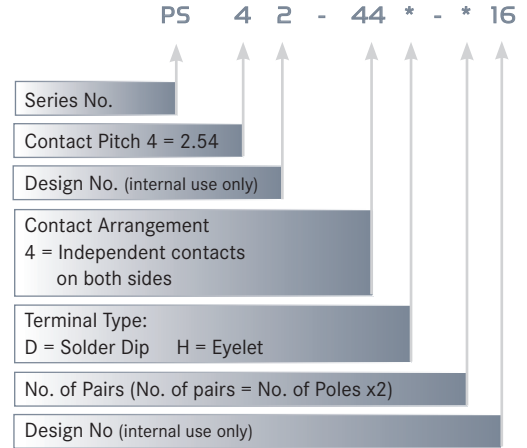 PS 4 2 - 44 * - * 16
Series No.
Contact Pitch 4 = 2.54
Design No. (internal use only)
Contact Arrangement
4 = Independent contacts
on both sides
Terminal Type:
D = Solder Dip H = Eyelet
No. of Pairs (No. of pairs = No. of Poles x2)
Design No (internal use only)